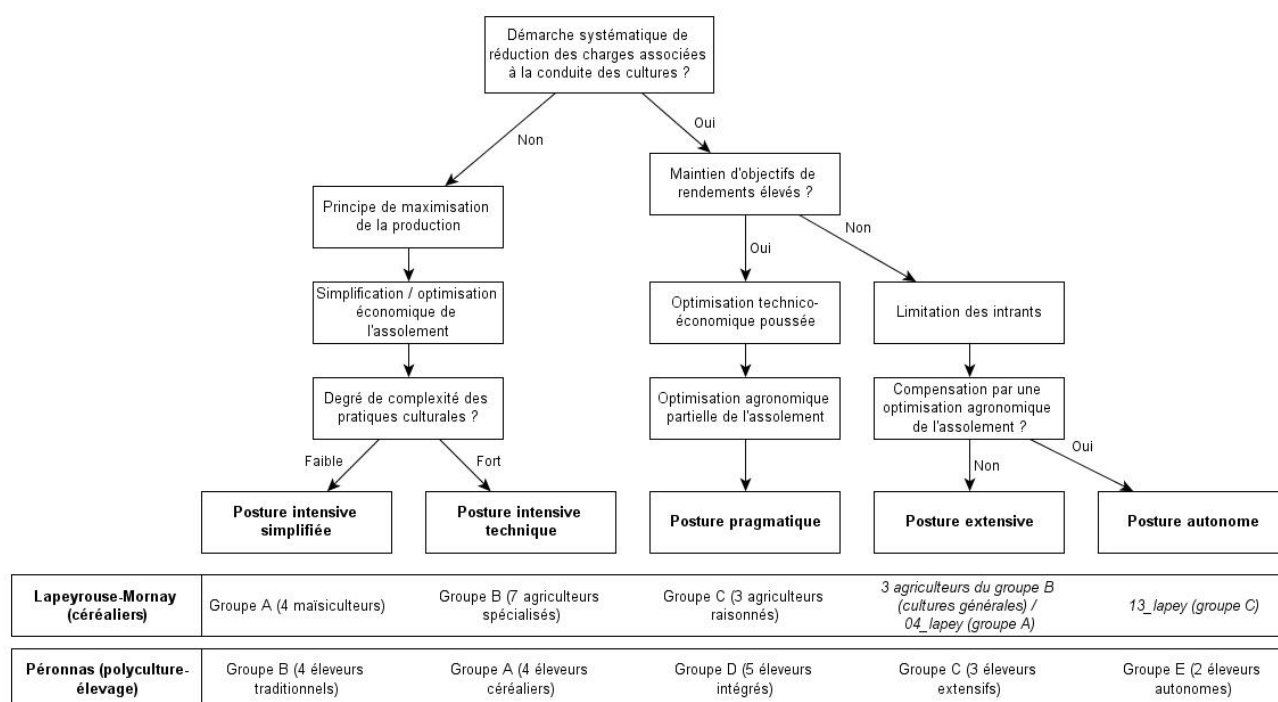 Démarche systématique de
réduction des charges associées
à la conduite des cultures ?
Non
Oui
Principe de maximisation
de la production
Maintien d'objectifs de
rendements élevés ?
Oui
Non
Simplification / optimisation
économique de
l'assolement
Optimisation technico-
économique poussée
Limitation des intrants
Degré de complexité des
pratiques culturales ?
Optimisation agronomique
partielle de l'assolement
Compensation par une
optimisation agronomique
de l'assolement ?
Faible
Fort
Non
Oui
Posture intensive
simplifiée
Posture intensive
technique
Posture pragmatique
Posture extensive
Posture autonome
Lapeyrouse-Mornay
(céréaliers)
Groupe A (4 maïsiculteurs)
Groupe B (7 agriculteurs
spécialisés)
Groupe C (3 agriculteurs
raisonnés)
3 agriculteurs du groupe B
(cultures générales) /
04_lapey (groupe A)
13_lapey (groupe C)
Péronnas (polyculture-
élevage)
Groupe B (4 éleveurs
traditionnels)
Groupe A (4 éleveurs
céréaliers)
Groupe D (5 éleveurs
intégrés)
Groupe C (3 éleveurs
extensifs)
Groupe E (2 éleveurs
autonomes)